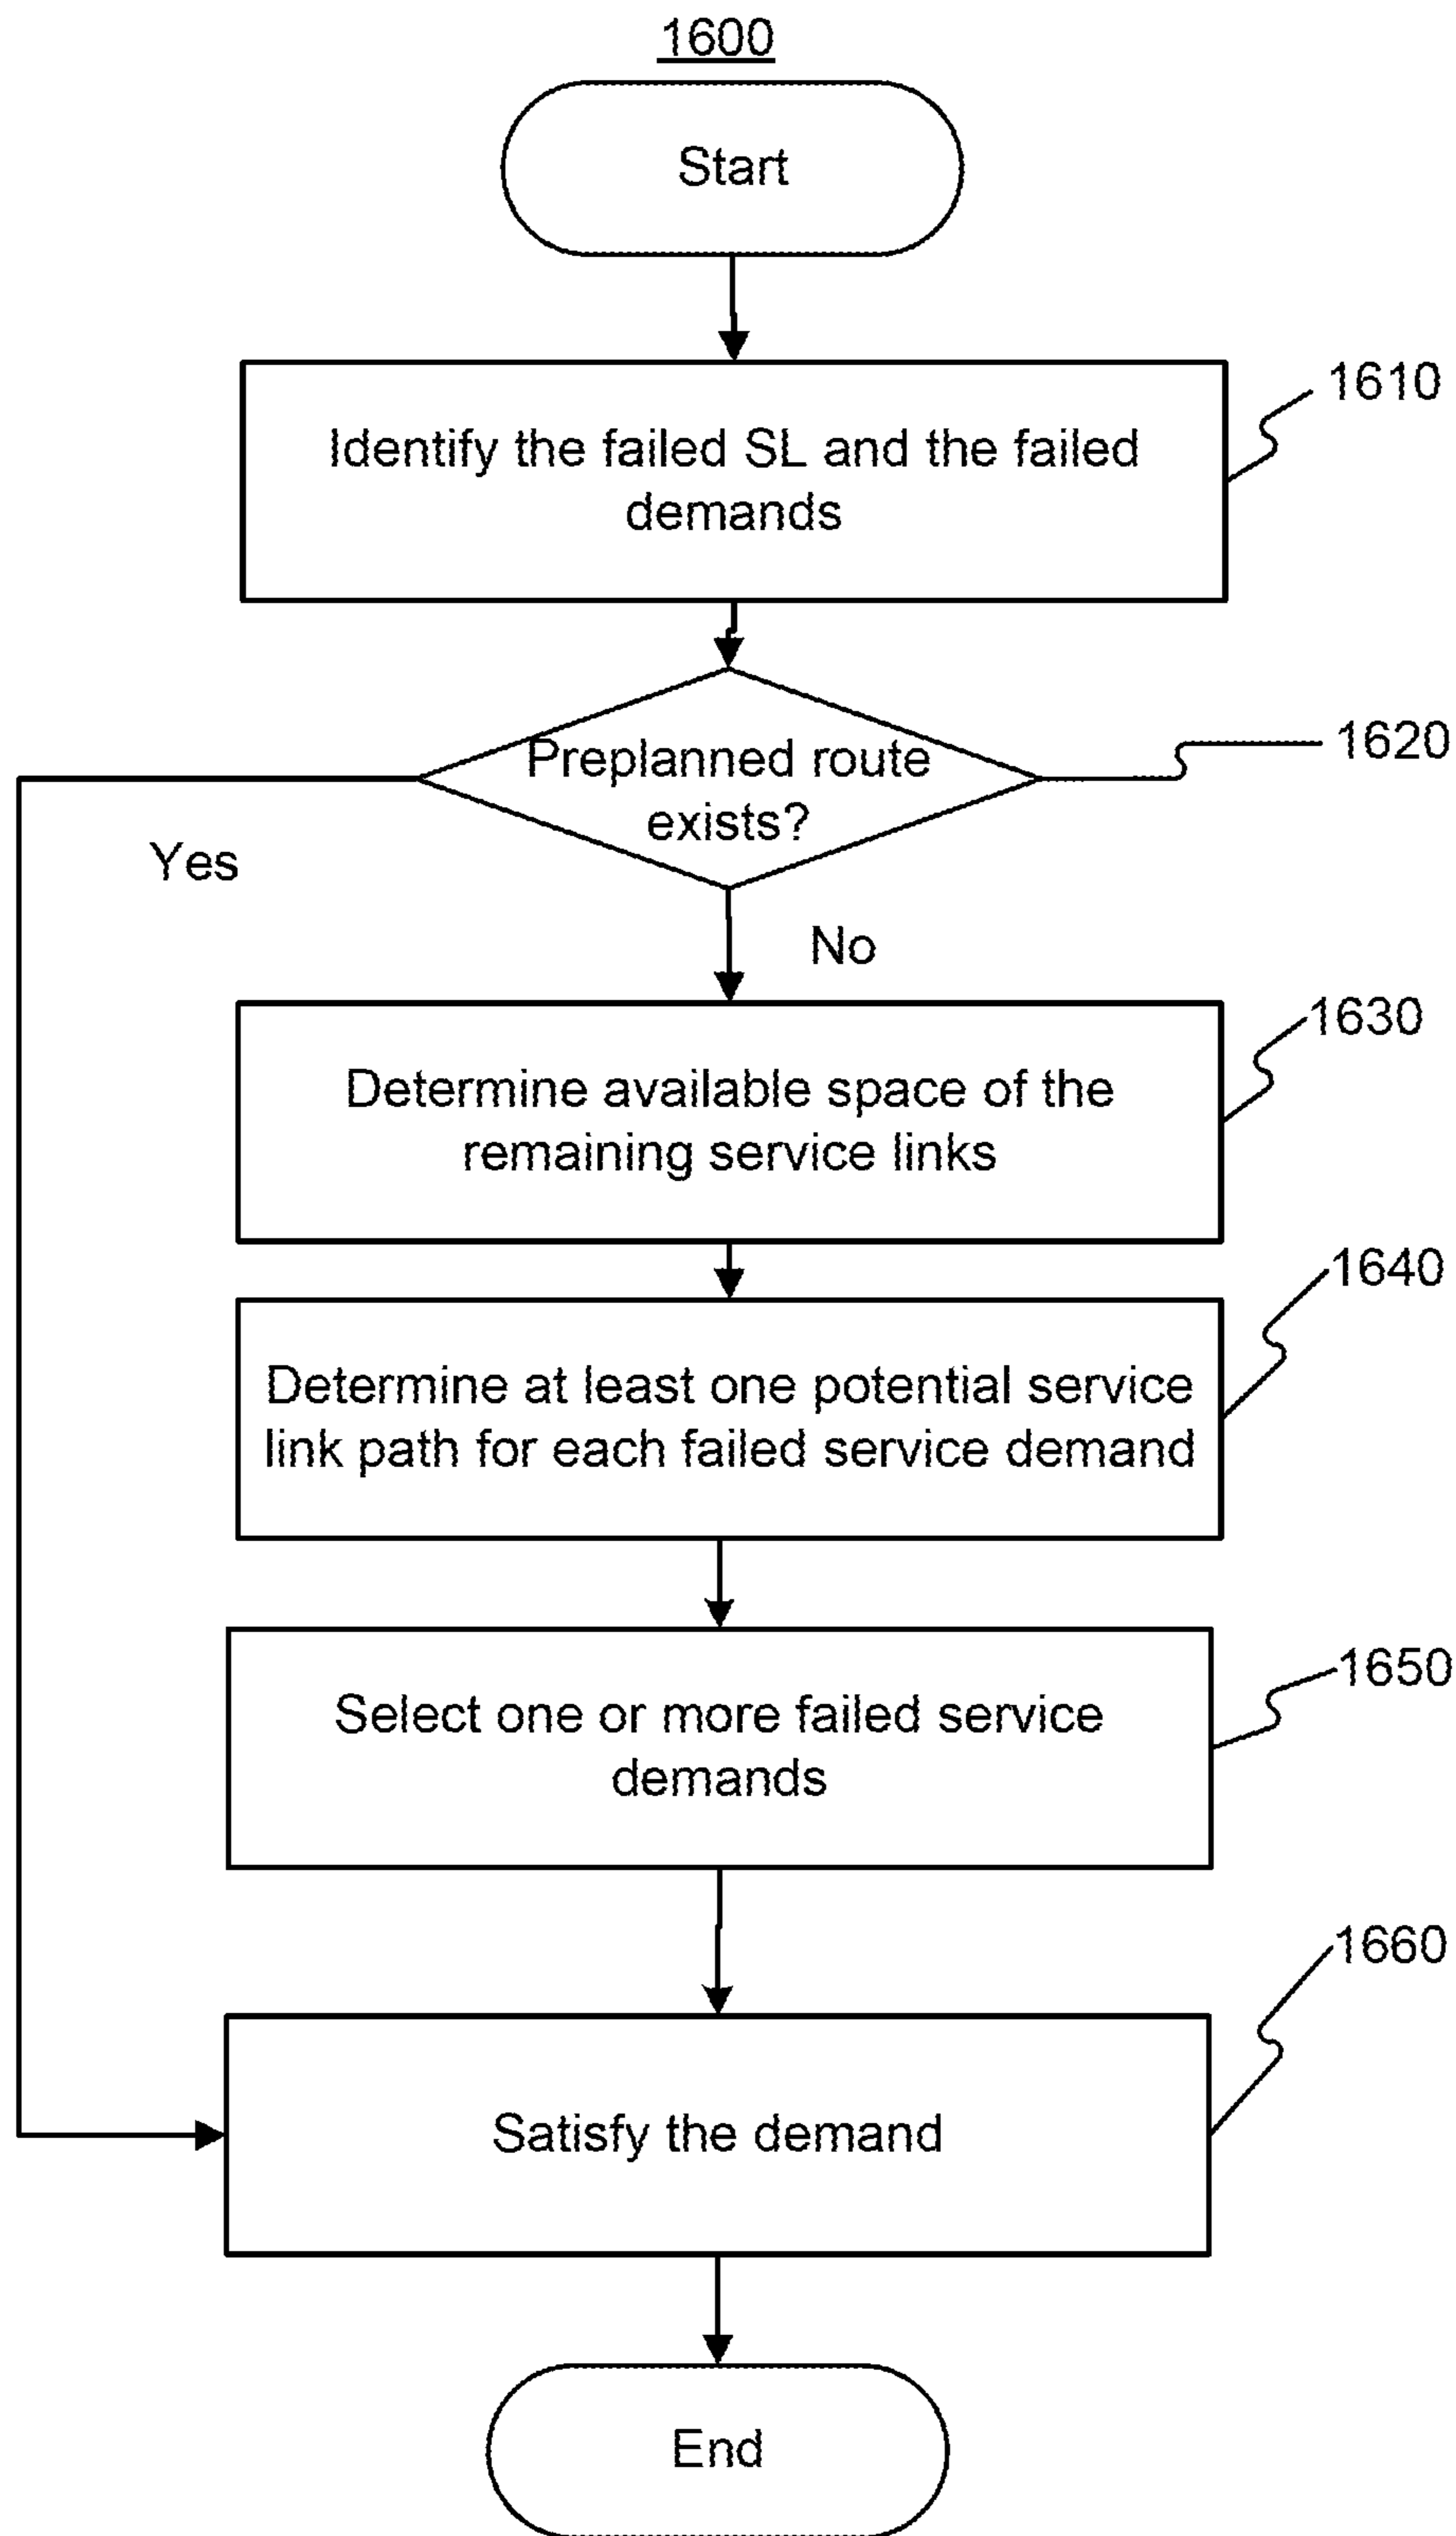 1600
Start
1610
Identify the failed SL and the failed
demands
1620
Preplanned route
exists?
Yes
No
1630
Determine available space of the
remaining service links
1640
Determine at least one potential service
link path for each failed service demand
1650
Select one or more failed service
demands
1660
Satisfy the demand
End